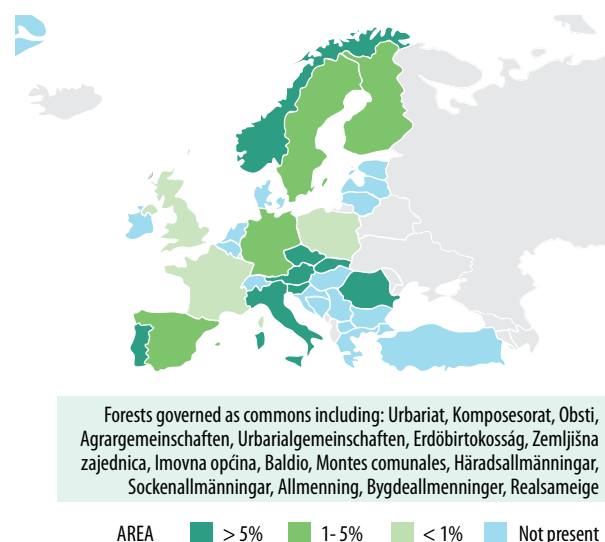 Forests governed as commons including: Urbariat, Komposesorat, Obsti,
Agrargemeinschaften, Urbarialgemeinschaften, Erdöbirtokosság, Zemljišna
zajednica, Imovna općina, Baldio, Montes comunales, Häradsallmänningar,
Sockenallmänningar, Allmenning, Bygdeallmenninger, Realsameige
AREA > 5% 1- 5% < 1% Not present